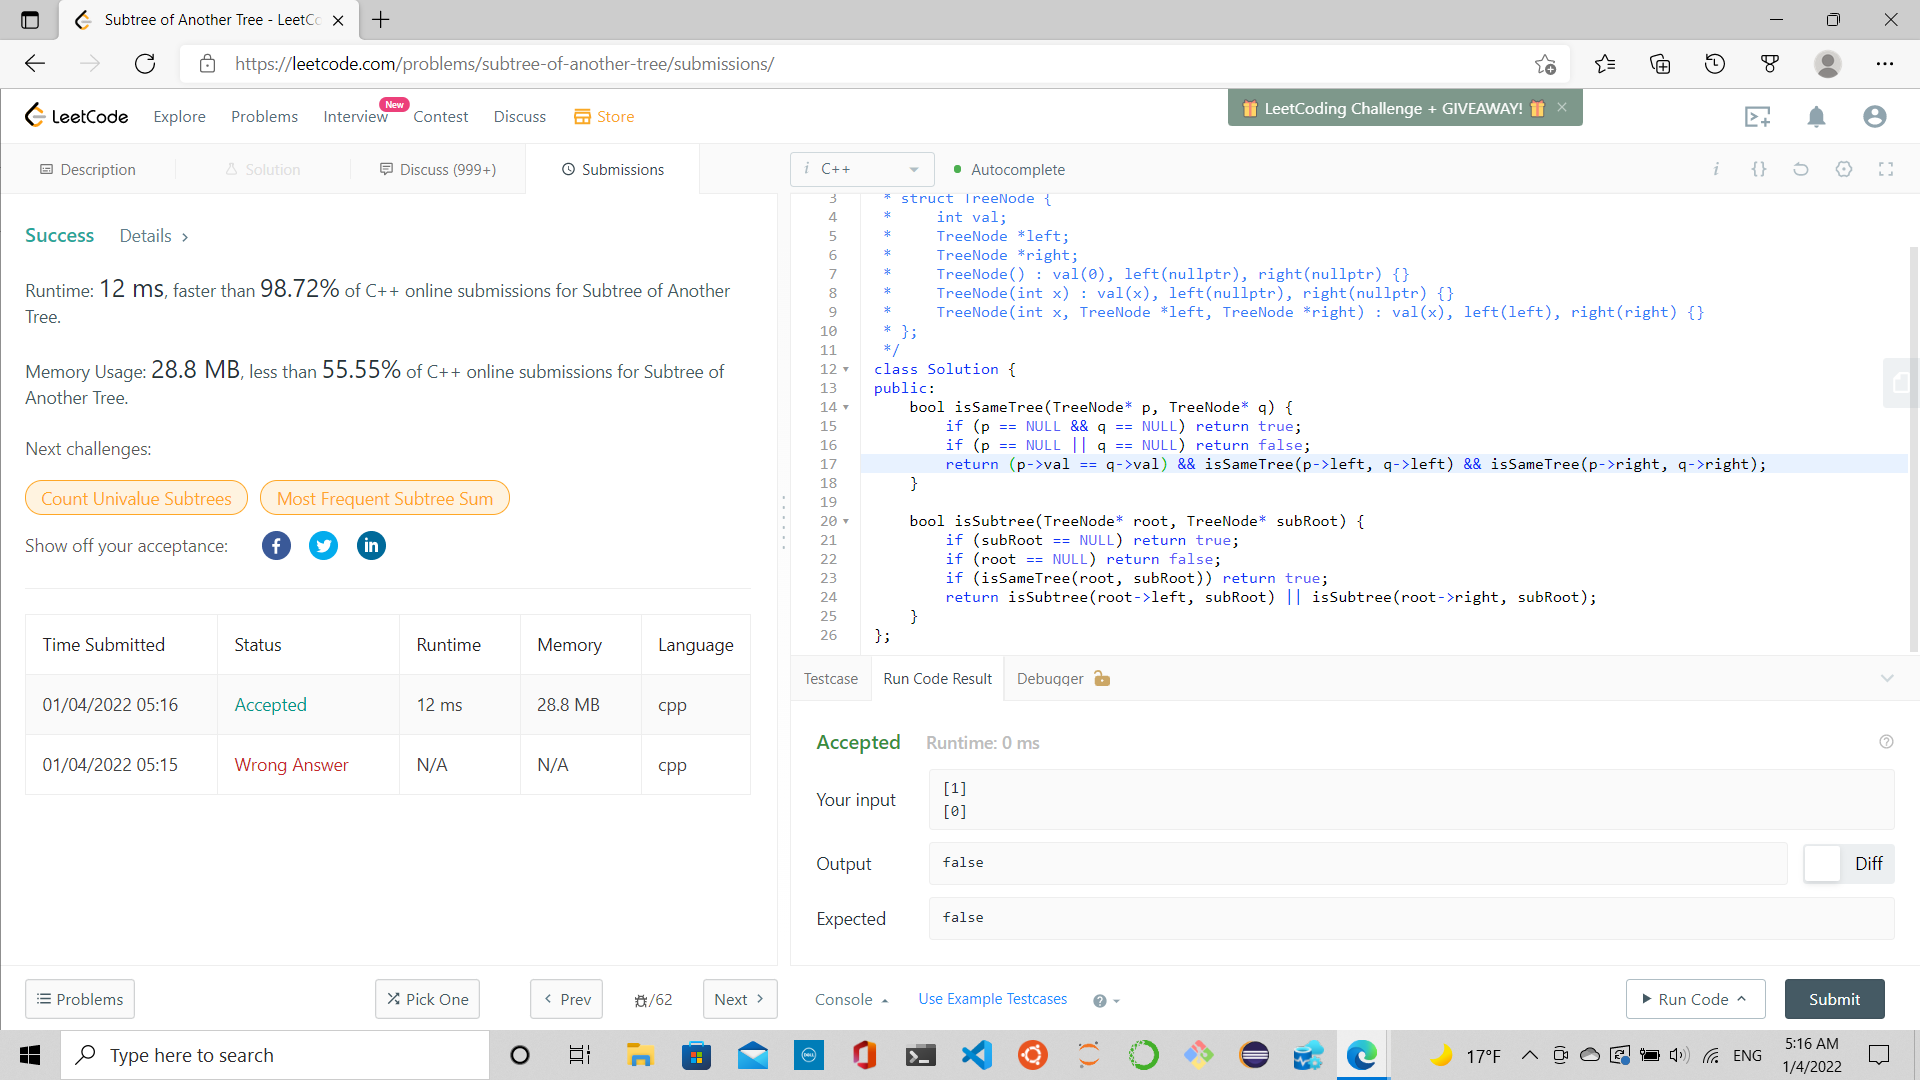 Subtree of Another Tree - LeetCo
https://leetcode.com/problems/subtree-of-another-tree/submissions/
LeetCode
Explore
Problems
Interview
New
Contest
Discuss
Store
LeetCoding Challenge + GIVEAWAY!
Description
Solution
Discuss (999+)
Submissions
i C++
Autocomplete
Success Details >
Runtime: 12 ms, faster than 98.72% of C++ online submissions for Subtree of Another
Tree.
Memory Usage: 28.8 MB, less than 55.55% of C++ online submissions for Subtree of
Another Tree.
Next challenges:
Count Univalue Subtrees
Most Frequent Subtree Sum
Show off your acceptance:
Time Submitted Status Runtime Memory Language
01/04/2022 05:16 Accepted 12 ms 28.8 MB cpp
01/04/2022 05:15 Wrong Answer N/A N/A cpp
3 * struct TreeNode {
4 *     int val;
5 *     TreeNode *left;
6 *     TreeNode *right;
7 *     TreeNode() : val(0), left(nullptr), right(nullptr) {}
8 *     TreeNode(int x) : val(x), left(nullptr), right(nullptr) {}
9 *     TreeNode(int x, TreeNode *left, TreeNode *right) : val(x), left(left), right(right) {}
10 * };
11 */
12 class Solution {
13 public:
14     bool isSameTree(TreeNode* p, TreeNode* q) {
15         if (p == NULL && q == NULL) return true;
16         if (p == NULL || q == NULL) return false;
17         return (p->val == q->val) && isSameTree(p->left, q->left) && isSameTree(p->right, q->right);
18     }
19
20     bool isSubtree(TreeNode* root, TreeNode* subRoot) {
21         if (subRoot == NULL) return true;
22         if (root == NULL) return false;
23         if (isSameTree(root, subRoot)) return true;
24         return isSubtree(root->left, subRoot) || isSubtree(root->right, subRoot);
25     }
26 };
Testcase
Run Code Result
Debugger
Accepted Runtime: 0 ms
Your input
[1]
[0]
Output
false
Diff
Expected
false
Problems
Pick One
< Prev
/62
Next >
Console
Use Example Testcases
Run Code
Submit
Type here to search
DELL
17°F
ENG
5:16 AM
1/4/2022